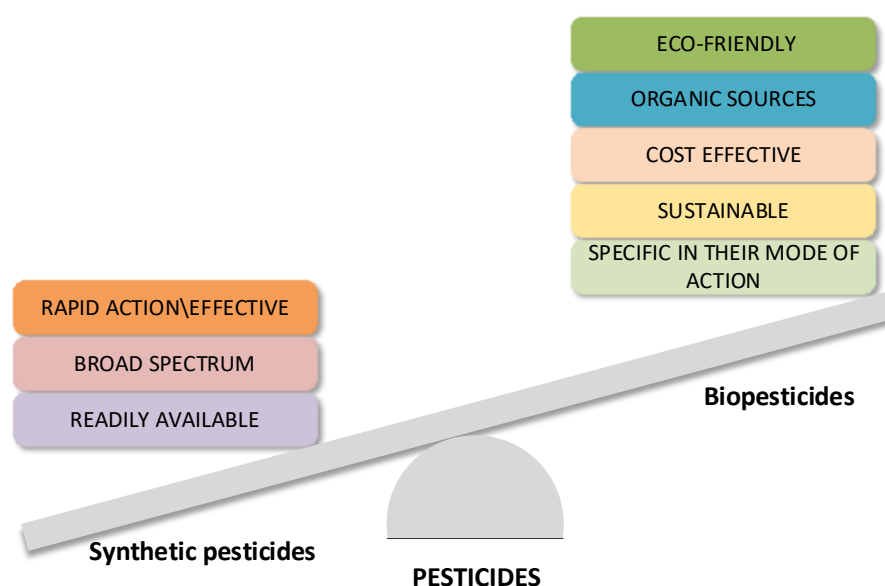 ECO-FRIENDLY
ORGANIC SOURCES
COST EFFECTIVE
SUSTAINABLE
SPECIFIC IN THEIR MODE OF
ACTION
RAPID ACTION\EFFECTIVE
BROAD SPECTRUM
READILY AVAILABLE
Biopesticides
Synthetic pesticides
PESTICIDES